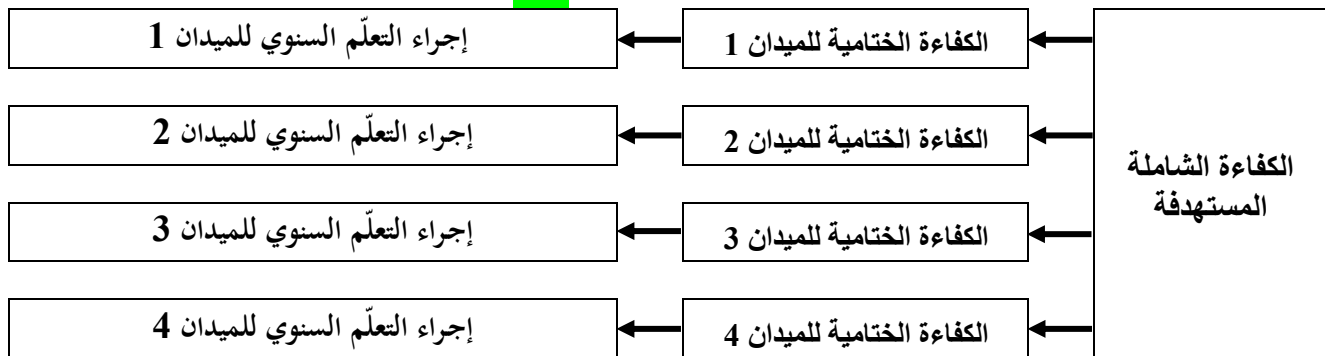 الكفاءة الشاملة
المستهدفة
الكفاءة الختامية للميدان 1
إجراء التعلّم السنوي للميدان 1
الكفاءة الختامية للميدان 2
إجراء التعلّم السنوي للميدان 2
الكفاءة الختامية للميدان 3
إجراء التعلّم السنوي للميدان 3
الكفاءة الختامية للميدان 4
إجراء التعلّم السنوي للميدان 4